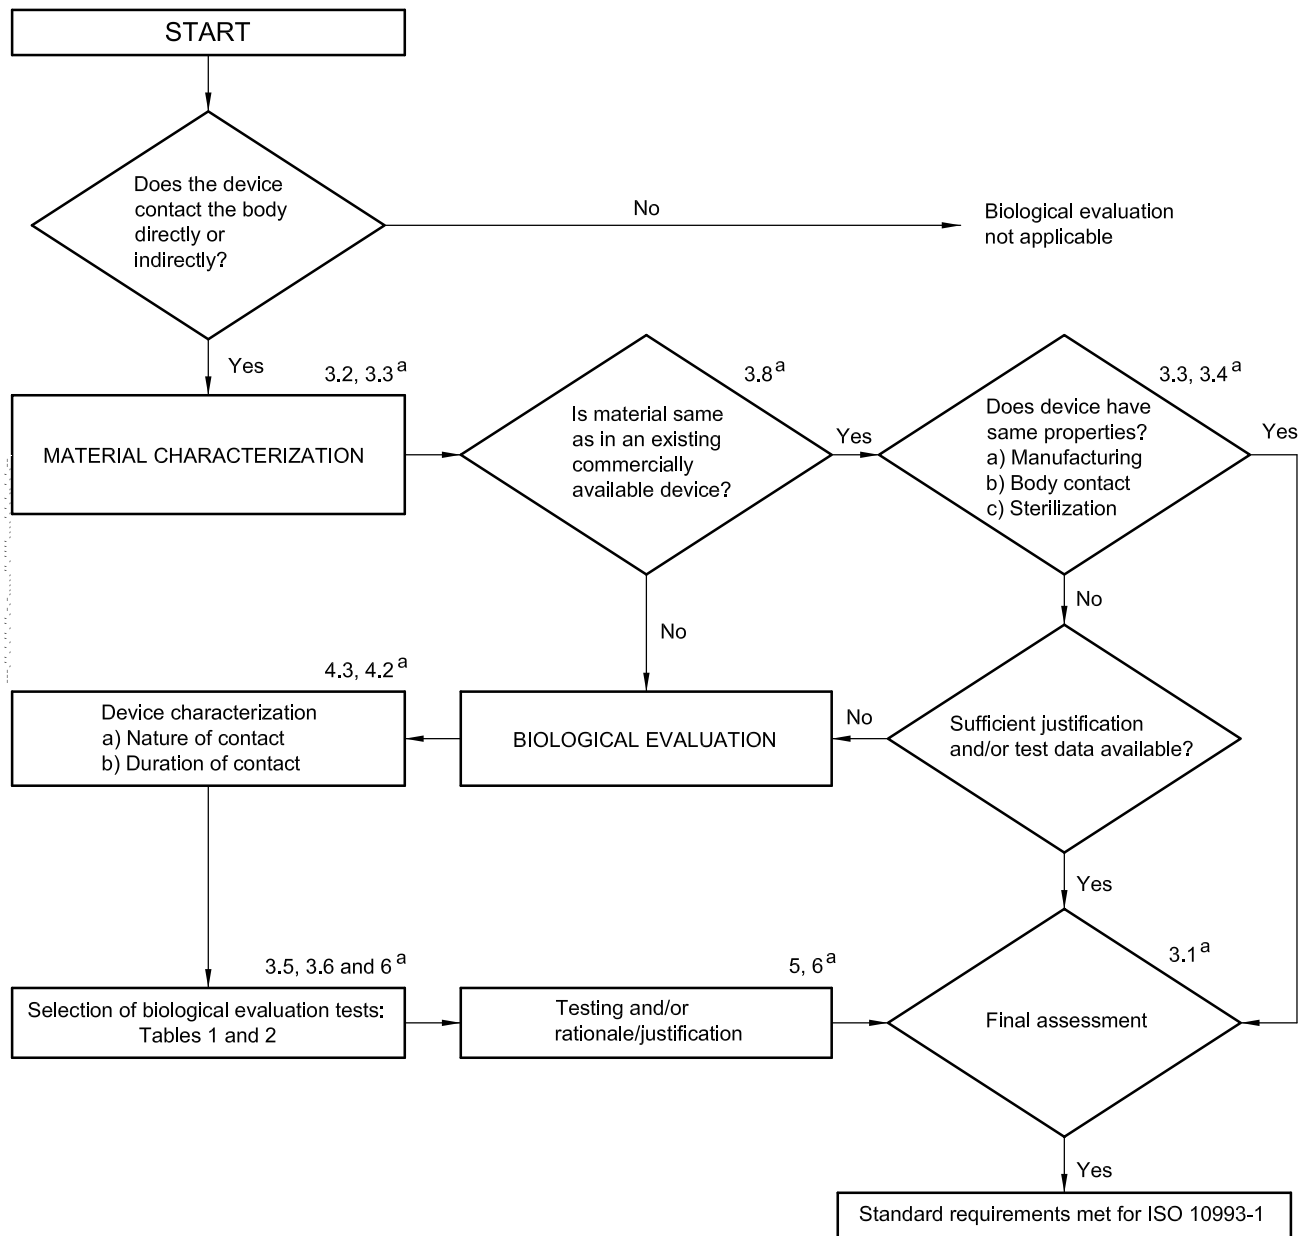 START
Does the device
contact the body
directly or
indirectly?
No
Biological evaluation
not applicable
Yes
3.2, 3.3 a
MATERIAL CHARACTERIZATION
3.8 a
Is material same
as in an existing
commercially
available device?
Yes
3.3, 3.4 a
Does device have
same properties?
a) Manufacturing
b) Body contact
c) Sterilization
Yes
No
No
4.3, 4.2 a
Device characterization
a) Nature of contact
b) Duration of contact
BIOLOGICAL EVALUATION
No
Sufficient justification
and/or test data available?
Yes
3.5, 3.6 and 6 a
Selection of biological evaluation tests:
Tables 1 and 2
5, 6 a
Testing and/or
rationale/justification
3.1 a
Final assessment
Yes
Standard requirements met for ISO 10993-1